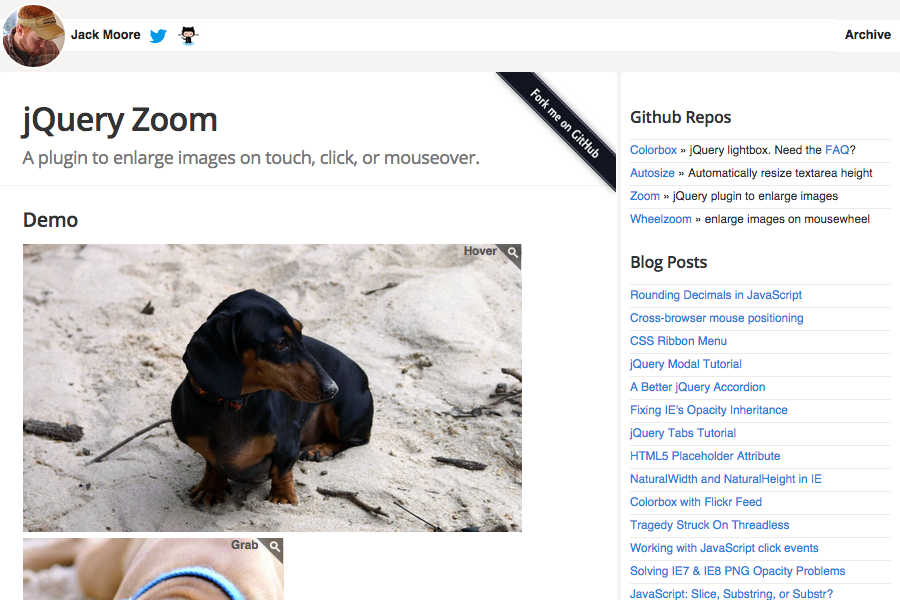 Jack Moore
Archive
jQuery Zoom
A plugin to enlarge images on touch, click, or mouseover.
Fork me on GitHub
Demo
Hover
Grab
Github Repos
Colorbox » jQuery lightbox. Need the FAQ?
Autosize » Automatically resize textarea height
Zoom » jQuery plugin to enlarge images
Wheelzoom » enlarge images on mousewheel
Blog Posts
Rounding Decimals in JavaScript
Cross-browser mouse positioning
CSS Ribbon Menu
jQuery Modal Tutorial
A Better jQuery Accordion
Fixing IE's Opacity Inheritance
jQuery Tabs Tutorial
HTML5 Placeholder Attribute
NaturalWidth and NaturalHeight in IE
Colorbox with Flickr Feed
Tragedy Struck On Threadless
Working with JavaScript click events
Solving IE7 & IE8 PNG Opacity Problems
JavaScript: Slice, Substring, or Substr?